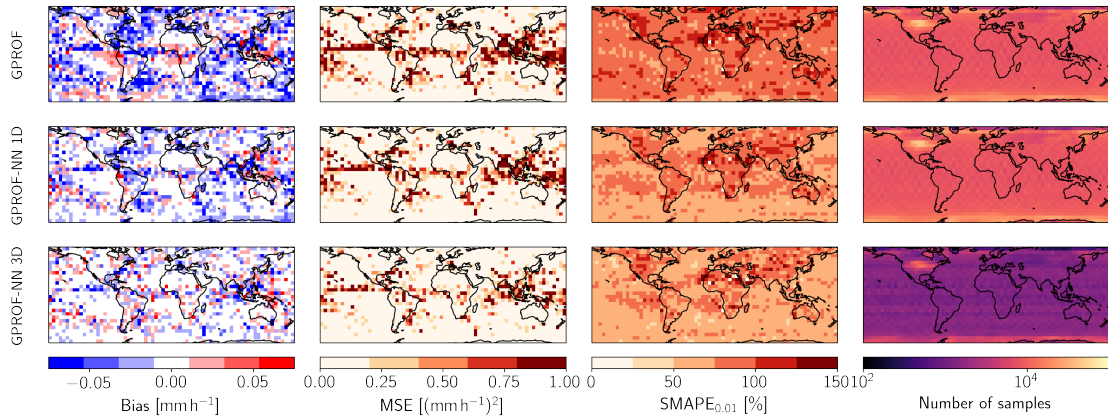 GPROF
GPROF-NN 1D
GPROF-NN 3D
−0.05 0.00 0.05
Bias [mm h⁻¹]
0.00 0.25 0.50 0.75 1.00
MSE [(mm h⁻¹)²]
0 50 100 150
SMAPE₀.₀₁ [%]
10² 10⁴
Number of samples